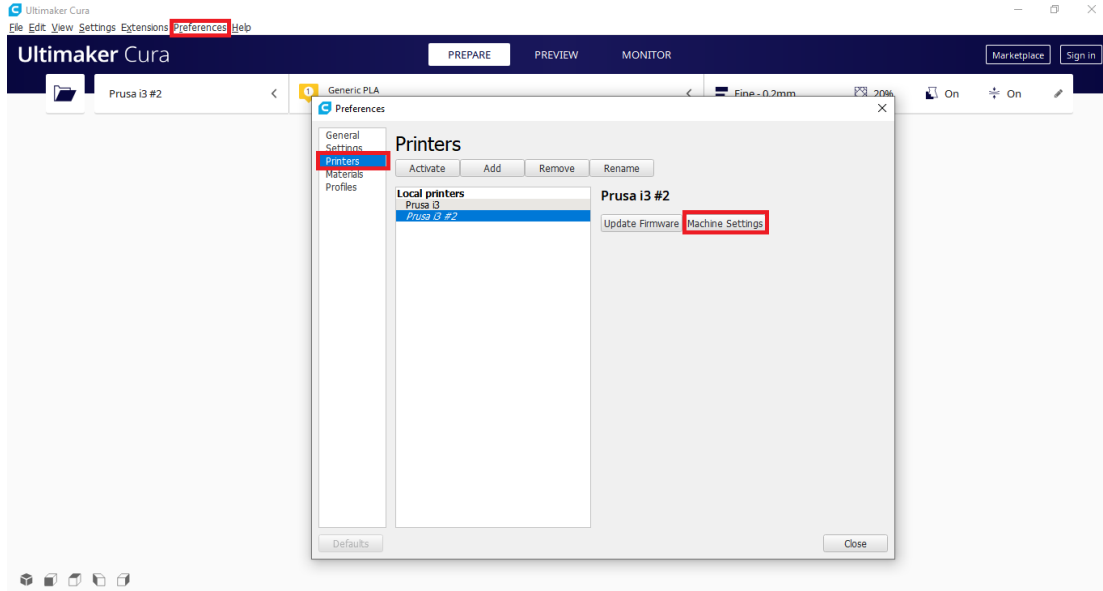 Ultimaker Cura
File Edit View Settings Extensions Preferences Help
Ultimaker Cura
PREPARE PREVIEW MONITOR
Marketplace Sign in
Prusa i3 #2
1 Generic PLA
Fine - 0.2mm 20% On On
Preferences
General
Settings
Printers
Materials
Profiles
Printers
Activate Add Remove Rename
Local printers
Prusa i3
Prusa i3 #2
Prusa i3 #2
Update Firmware Machine Settings
Defaults Close